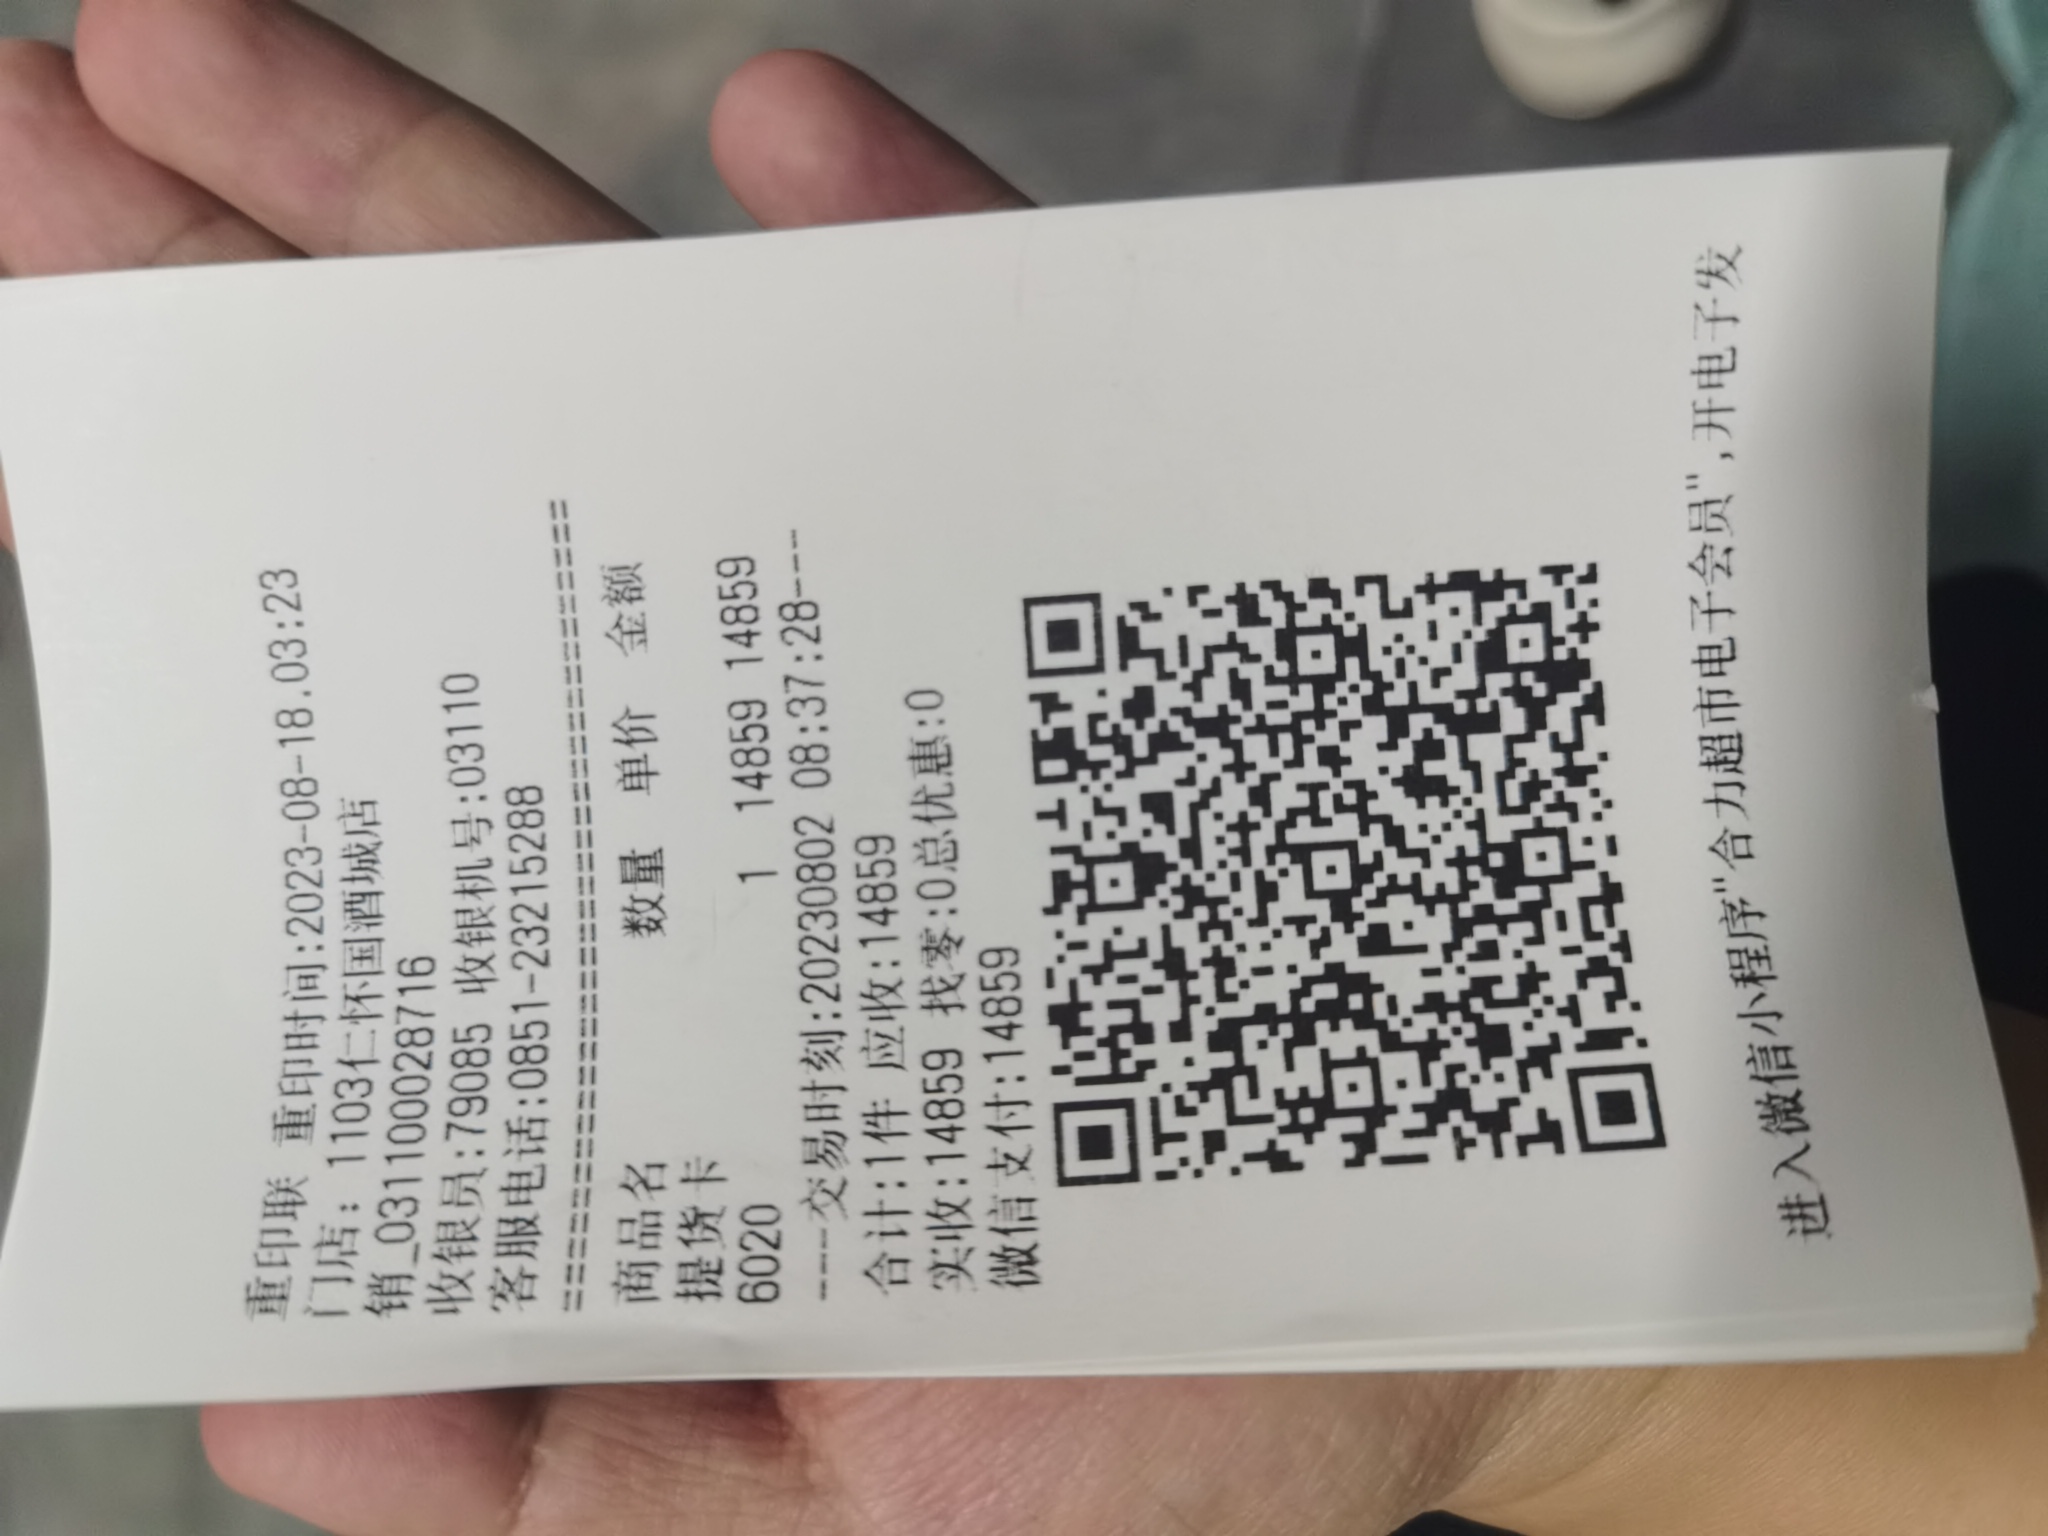 重印联 重印时间:2023-08-18.03:23
门店: 1103仁怀国酒城店
销_031100028716
收银员:79085 收银机号:03110
客服电话:0851-23215288
========================================
商品名 数量 单价 金额
提货卡
6020 1 14859 14859
----交易时刻:20230802 08:37:28----
合计:1件 应收:14859
实收:14859 找零:0总优惠:0
微信支付:14859
进入微信小程序"合力超市电子会员",开电子发